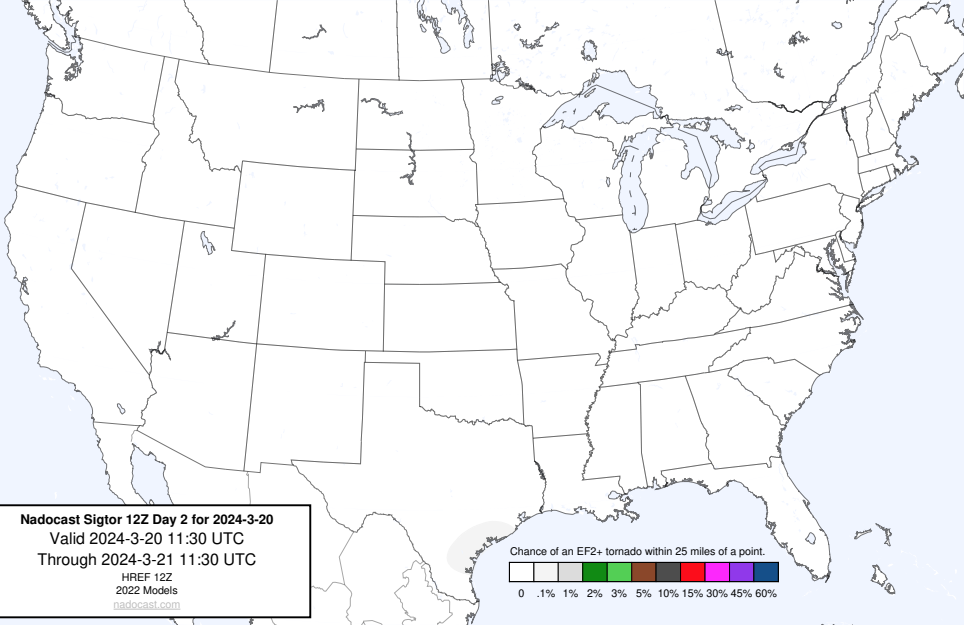 Nadocast Sigtor 12Z Day 2 for 2024-3-20
Valid 2024-3-20 11:30 UTC
Through 2024-3-21 11:30 UTC
HREF 12Z
2022 Models
nadocast.com
Chance of an EF2+ tornado within 25 miles of a point.
0 .1% 1% 2% 3% 5% 10% 15% 30% 45% 60%